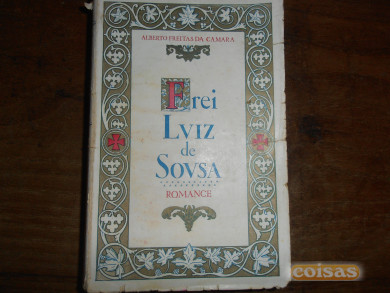 ALBERTO FREITAS DA CAMARA
Frei
LVIZ
de
SOVSA
ROMANCE
coisas